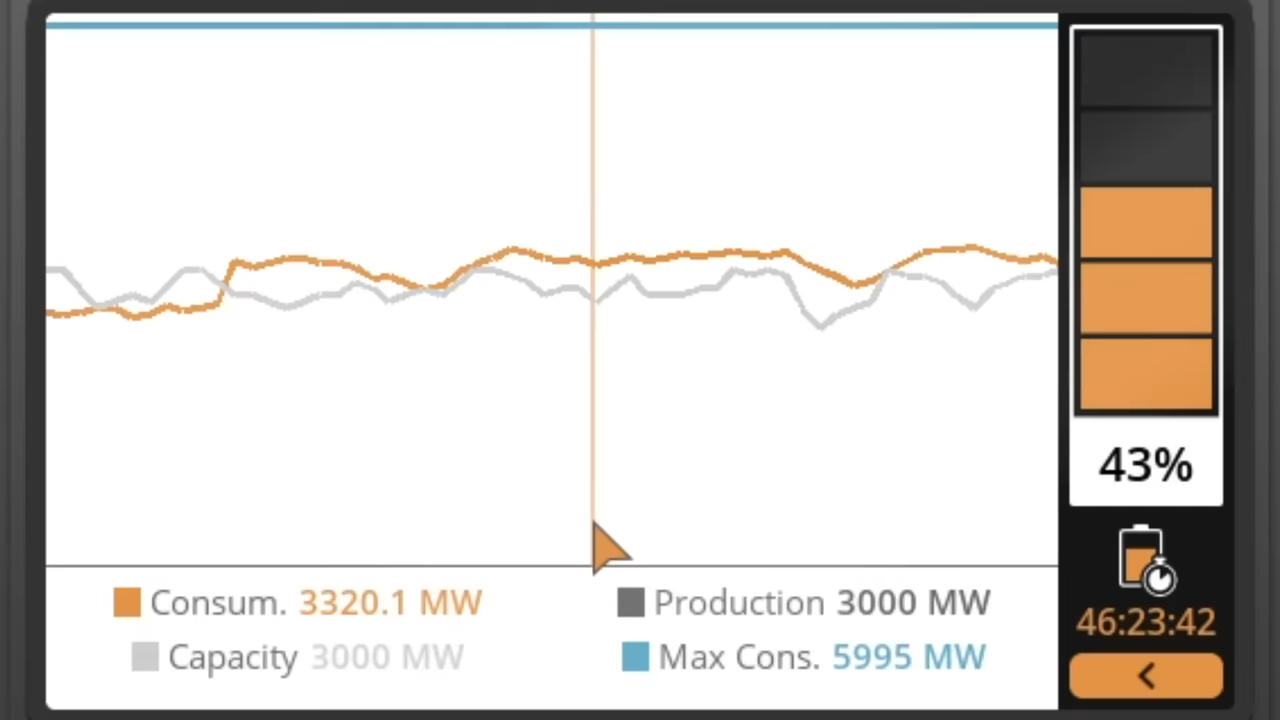 Consum. 3320.1 MW
Production 3000 MW
Capacity 3000 MW
Max Cons. 5995 MW
43%
46:23:42